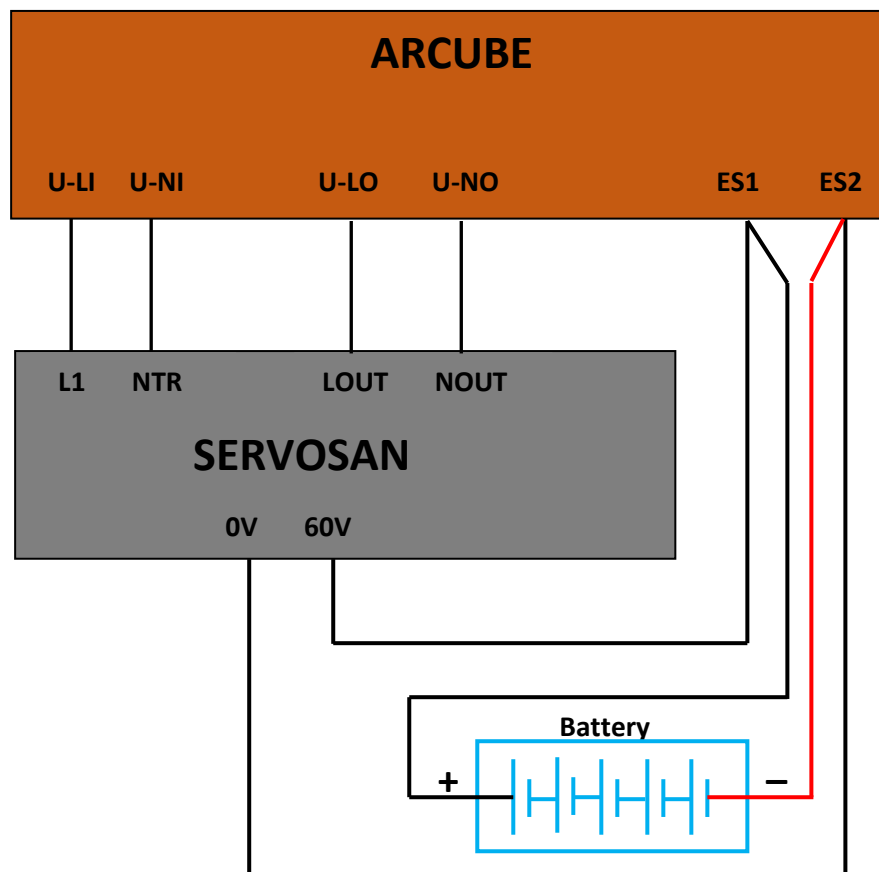 ARCUBE
U-LI U-NI U-LO U-NO ES1 ES2
L1 NTR LOUT NOUT
SERVOSAN
0V 60V
Battery
+ −